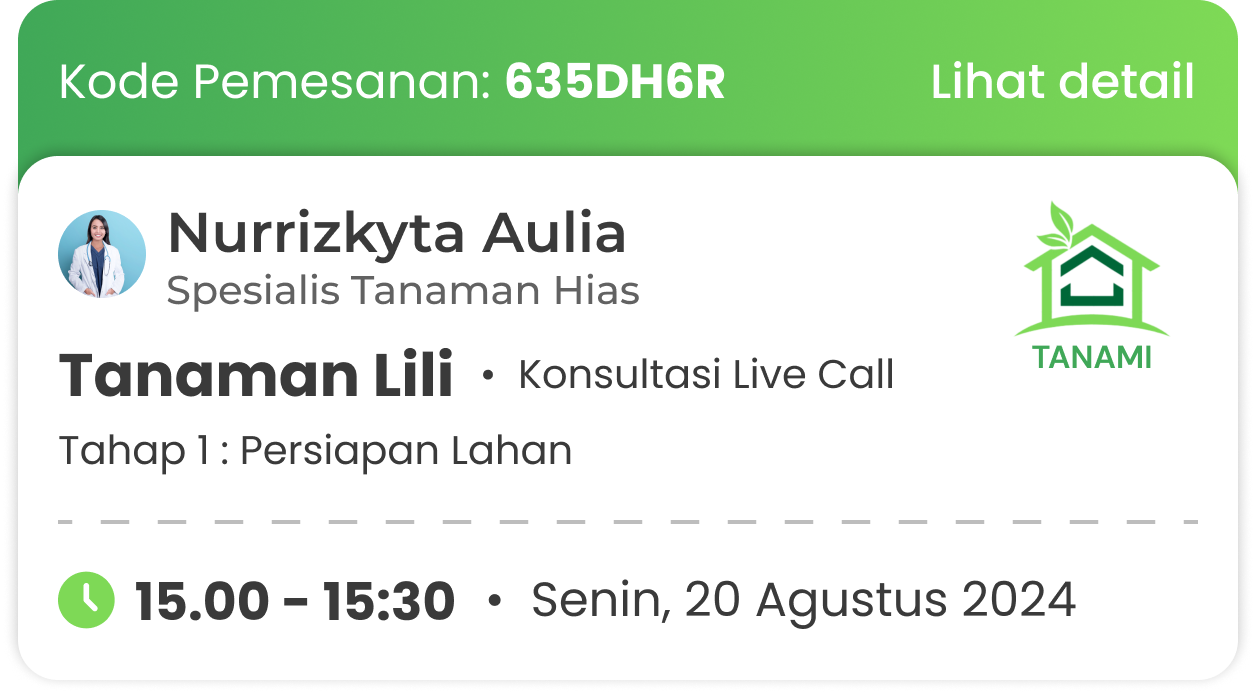 Kode Pemesanan: 635DH6R Lihat detail
Nurrizkyta Aulia
Spesialis Tanaman Hias
TANAMI
Tanaman Lili • Konsultasi Live Call
Tahap 1 : Persiapan Lahan
15.00 - 15:30 • Senin, 20 Agustus 2024